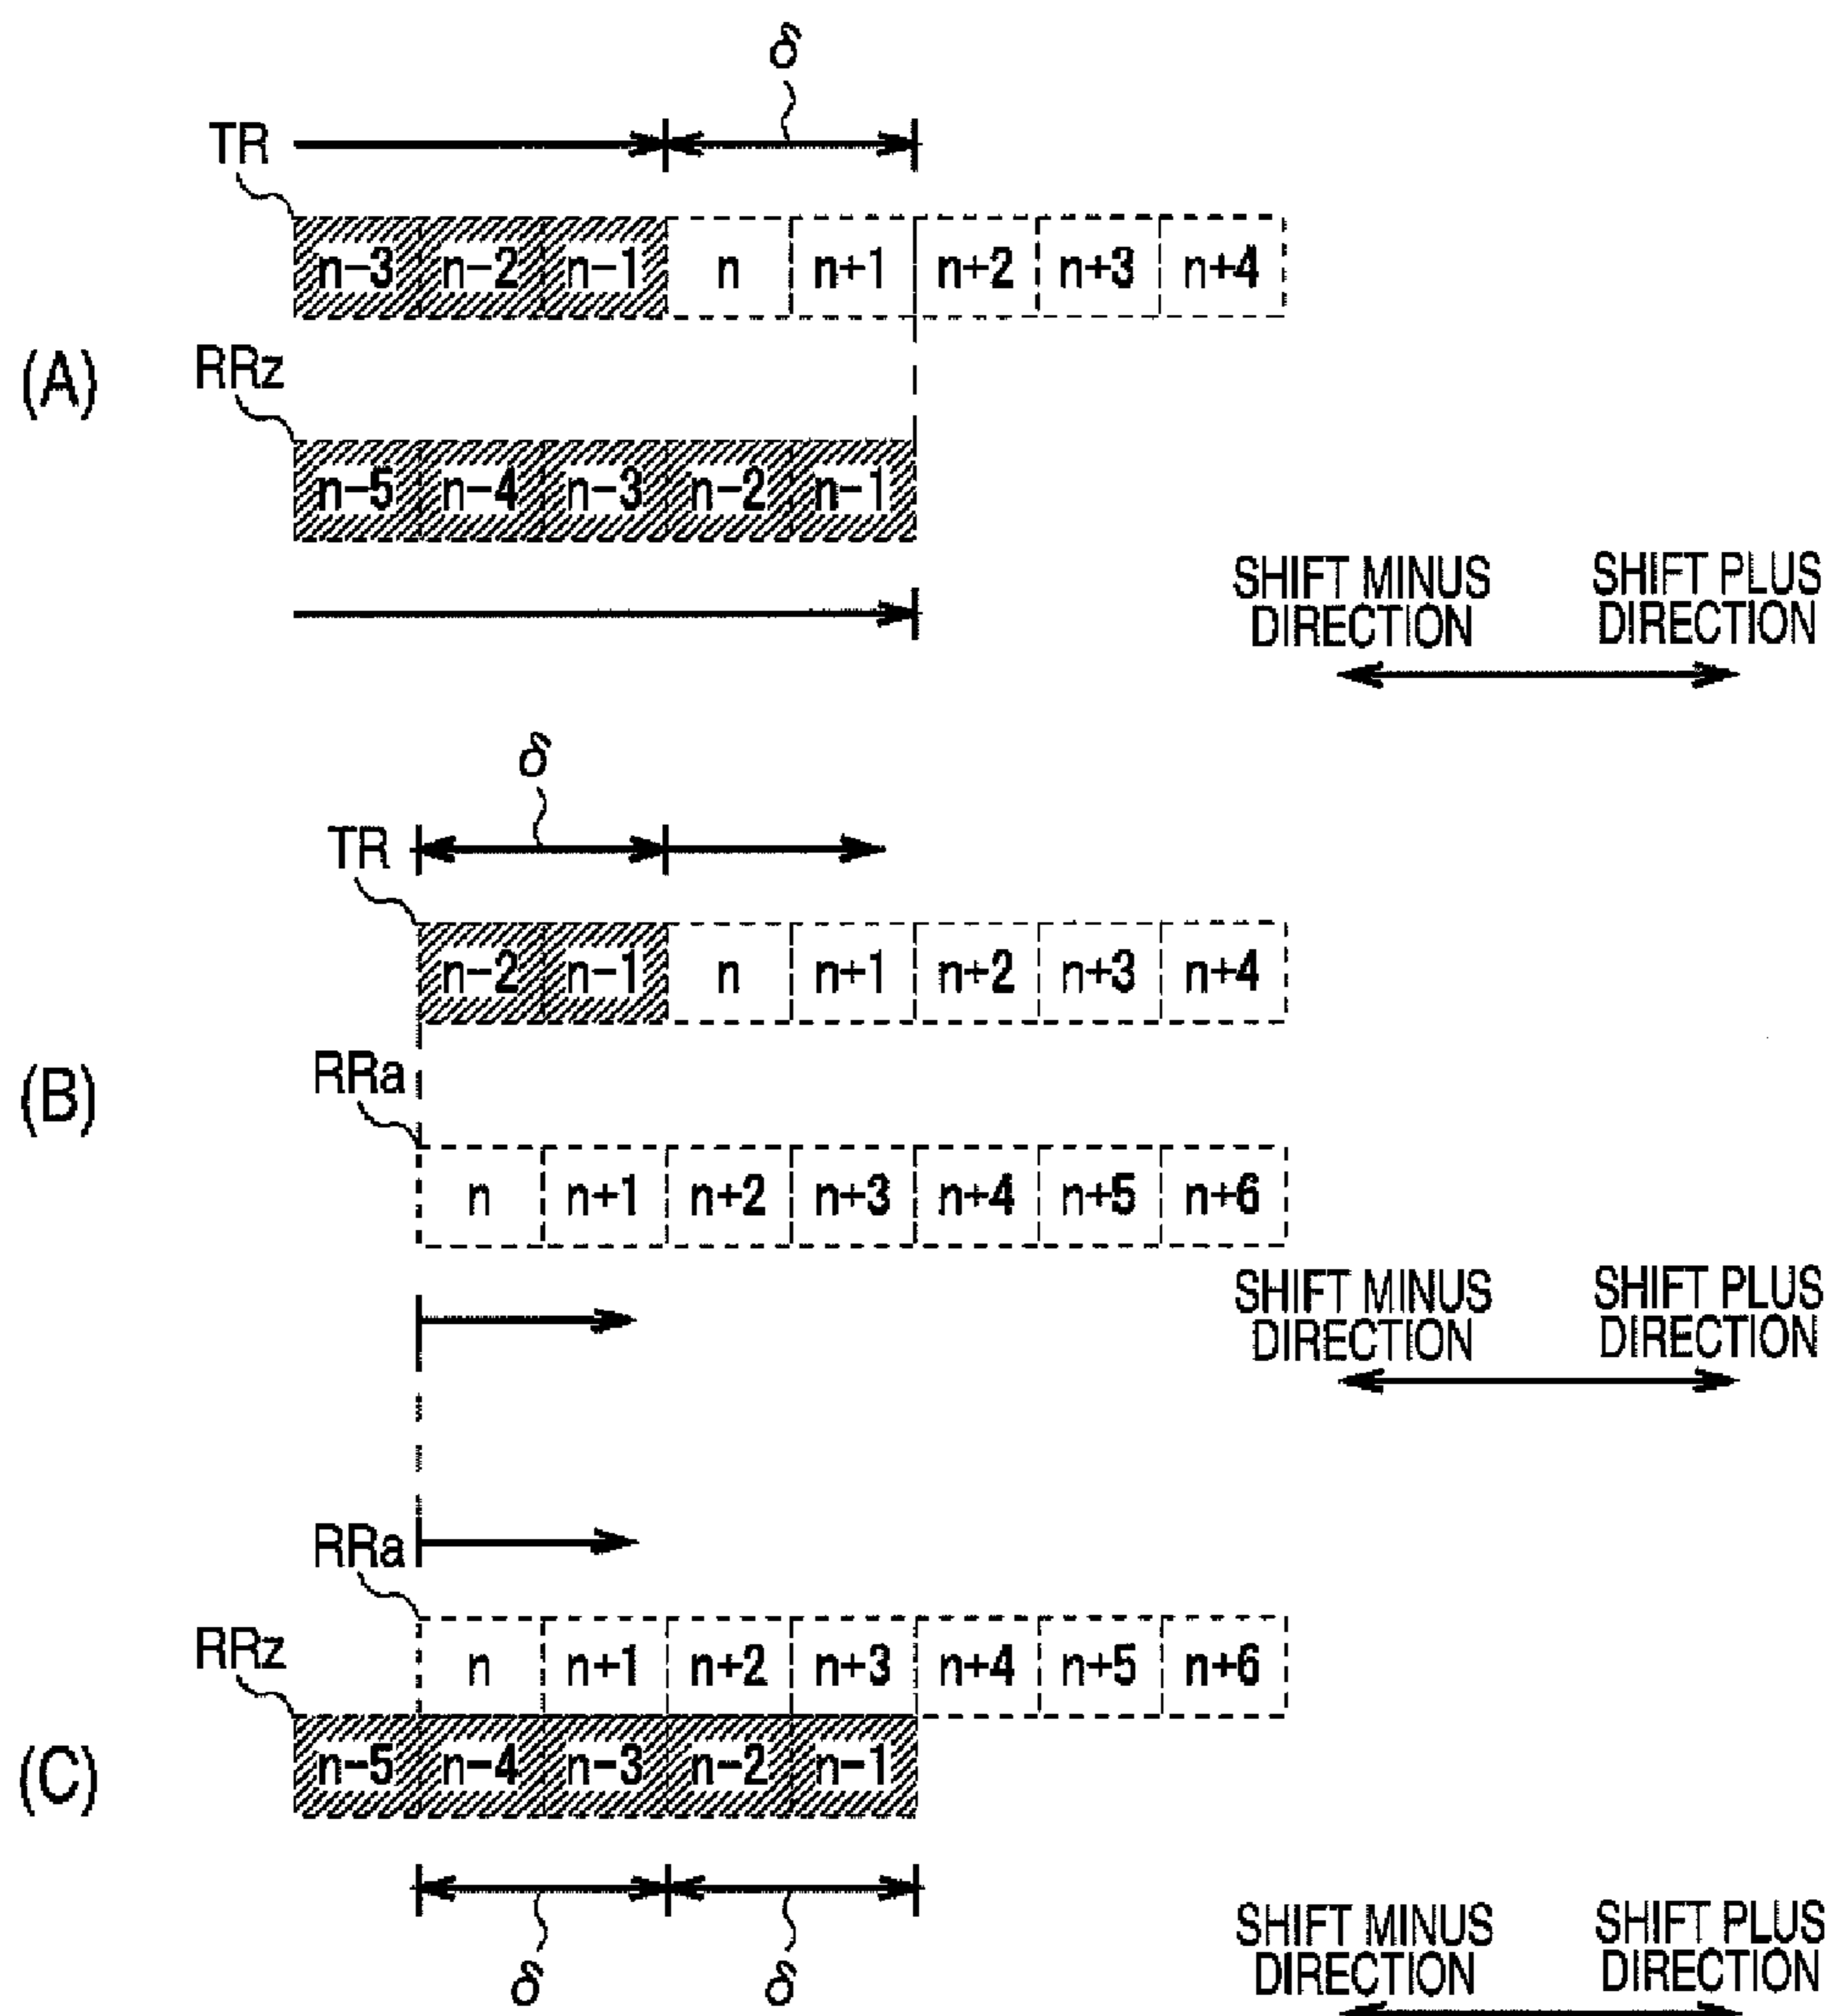 δ
TR
n-3 n-2 n-1 n n+1 n+2 n+3 n+4
(A)
RRz
n-5 n-4 n-3 n-2 n-1
SHIFT MINUS DIRECTION
SHIFT PLUS DIRECTION
δ
TR
n-2 n-1 n n+1 n+2 n+3 n+4
(B)
RRa
n n+1 n+2 n+3 n+4 n+5 n+6
SHIFT MINUS DIRECTION
SHIFT PLUS DIRECTION
RRa
n n+1 n+2 n+3 n+4 n+5 n+6
RRz
n-5 n-4 n-3 n-2 n-1
(C)
δ δ
SHIFT MINUS DIRECTION
SHIFT PLUS DIRECTION